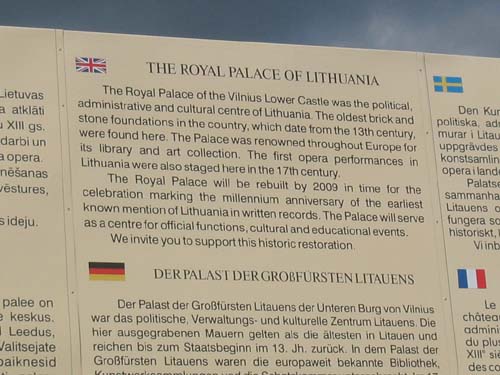 THE ROYAL PALACE OF LITHUANIA
The Royal Palace of the Vilnius Lower Castle was the political,
administrative and cultural centre of Lithuania. The oldest brick and
stone foundations in the country, which date from the 13th century,
were found here. The Palace was renowned throughout Europe for
its library and art collection. The first opera performances in
Lithuania were also staged here in the 17th century.
The Royal Palace will be rebuilt by 2009 in time for the
celebration marking the millennium anniversary of the earliest
known mention of Lithuania in written records. The Palace will serve
as a centre for official functions, cultural and educational events.
We invite you to support this historic restoration.
DER PALAST DER GROßFÜRSTEN LITAUENS
Der Palast der Großfürsten Litauens der Unteren Burg von Vilnius
war das politische, Verwaltungs- und kulturelle Zentrum Litauens. Die
hier ausgegrabenen Mauern gelten als die ältesten in Litauen und
reichen bis zum Staatsbeginn im 13. Jh. zurück. In dem Palast der
Großfürsten Litauens waren die europaweit bekannte Bibliothek,
Lietuvas
a atklāti
u XIII gs.
darbi un
a opera.
nēšanas
vēstures,
s ideju.
palee on
e keskus.
l Leedus,
Valitsejate
paiknesid
Den Kun
politiska, adm
murar i Litau
uppgrävdes
konstsamlin
opera i lande
Palatse
sammanha
Litauens o
fungera so
historiskt, k
Vi inb
Le
château
admini
du plus
XIII" siè
des co